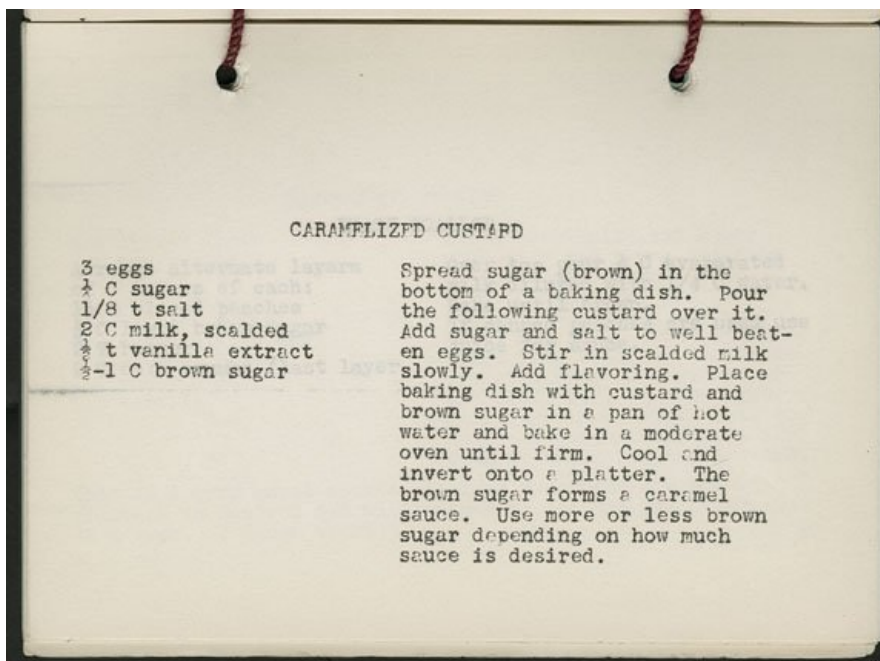 CARAMELIZED CUSTARD
3 eggs
¼ C sugar
1/8 t salt
2 C milk, scalded
½ t vanilla extract
½-1 C brown sugar
Spread sugar (brown) in the
bottom of a baking dish. Pour
the following custard over it.
Add sugar and salt to well beat-
en eggs. Stir in scalded milk
slowly. Add flavoring. Place
baking dish with custard and
brown sugar in a pan of hot
water and bake in a moderate
oven until firm. Cool and
invert onto a platter. The
brown sugar forms a caramel
sauce. Use more or less brown
sugar depending on how much
sauce is desired.